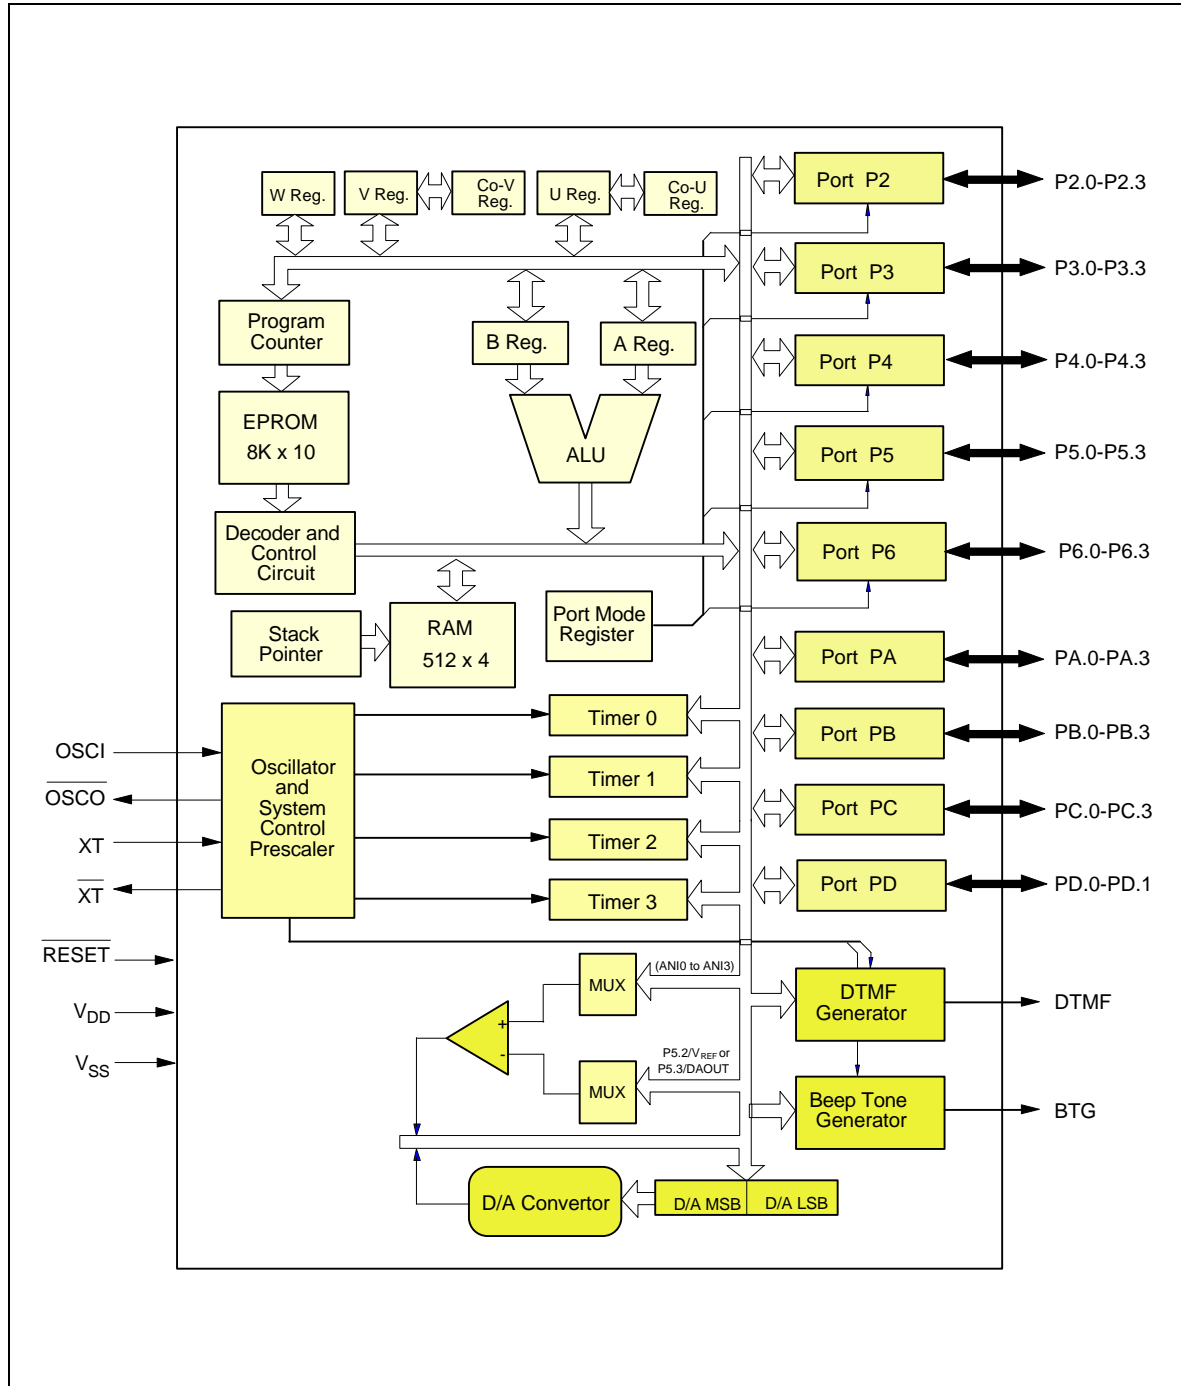 W Reg.
V Reg.
Co-V
Reg.
U Reg.
Co-U
Reg.
Port P2
P2.0-P2.3
Port P3
P3.0-P3.3
Program
Counter
B Reg.
A Reg.
Port P4
P4.0-P4.3
EPROM
8K x 10
ALU
Port P5
P5.0-P5.3
Decoder and
Control
Circuit
Port P6
P6.0-P6.3
Stack
Pointer
RAM
512 x 4
Port Mode
Register
Port PA
PA.0-PA.3
Oscillator
and
System
Control
Prescaler
Timer 0
Timer 1
Timer 2
Timer 3
Port PB
PB.0-PB.3
Port PC
PC.0-PC.3
Port PD
PD.0-PD.1
OSCI
OSCO
XT
XT
RESET
VDD
VSS
MUX
(ANI0 to ANI3)
+
-
MUX
P5.2/VREF or
P5.3/DAOUT
DTMF
Generator
DTMF
Beep Tone
Generator
BTG
D/A Convertor
D/A MSB
D/A LSB